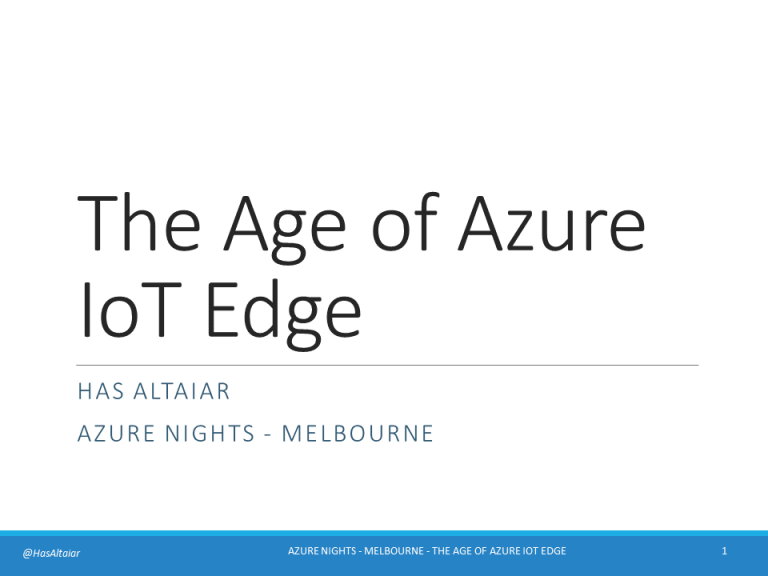 The Age of Azure
IoT Edge
HAS ALTAIAR
AZURE NIGHTS - MELBOURNE
@HasAltaiar
AZURE NIGHTS - MELBOURNE - THE AGE OF AZURE IOT EDGE
1